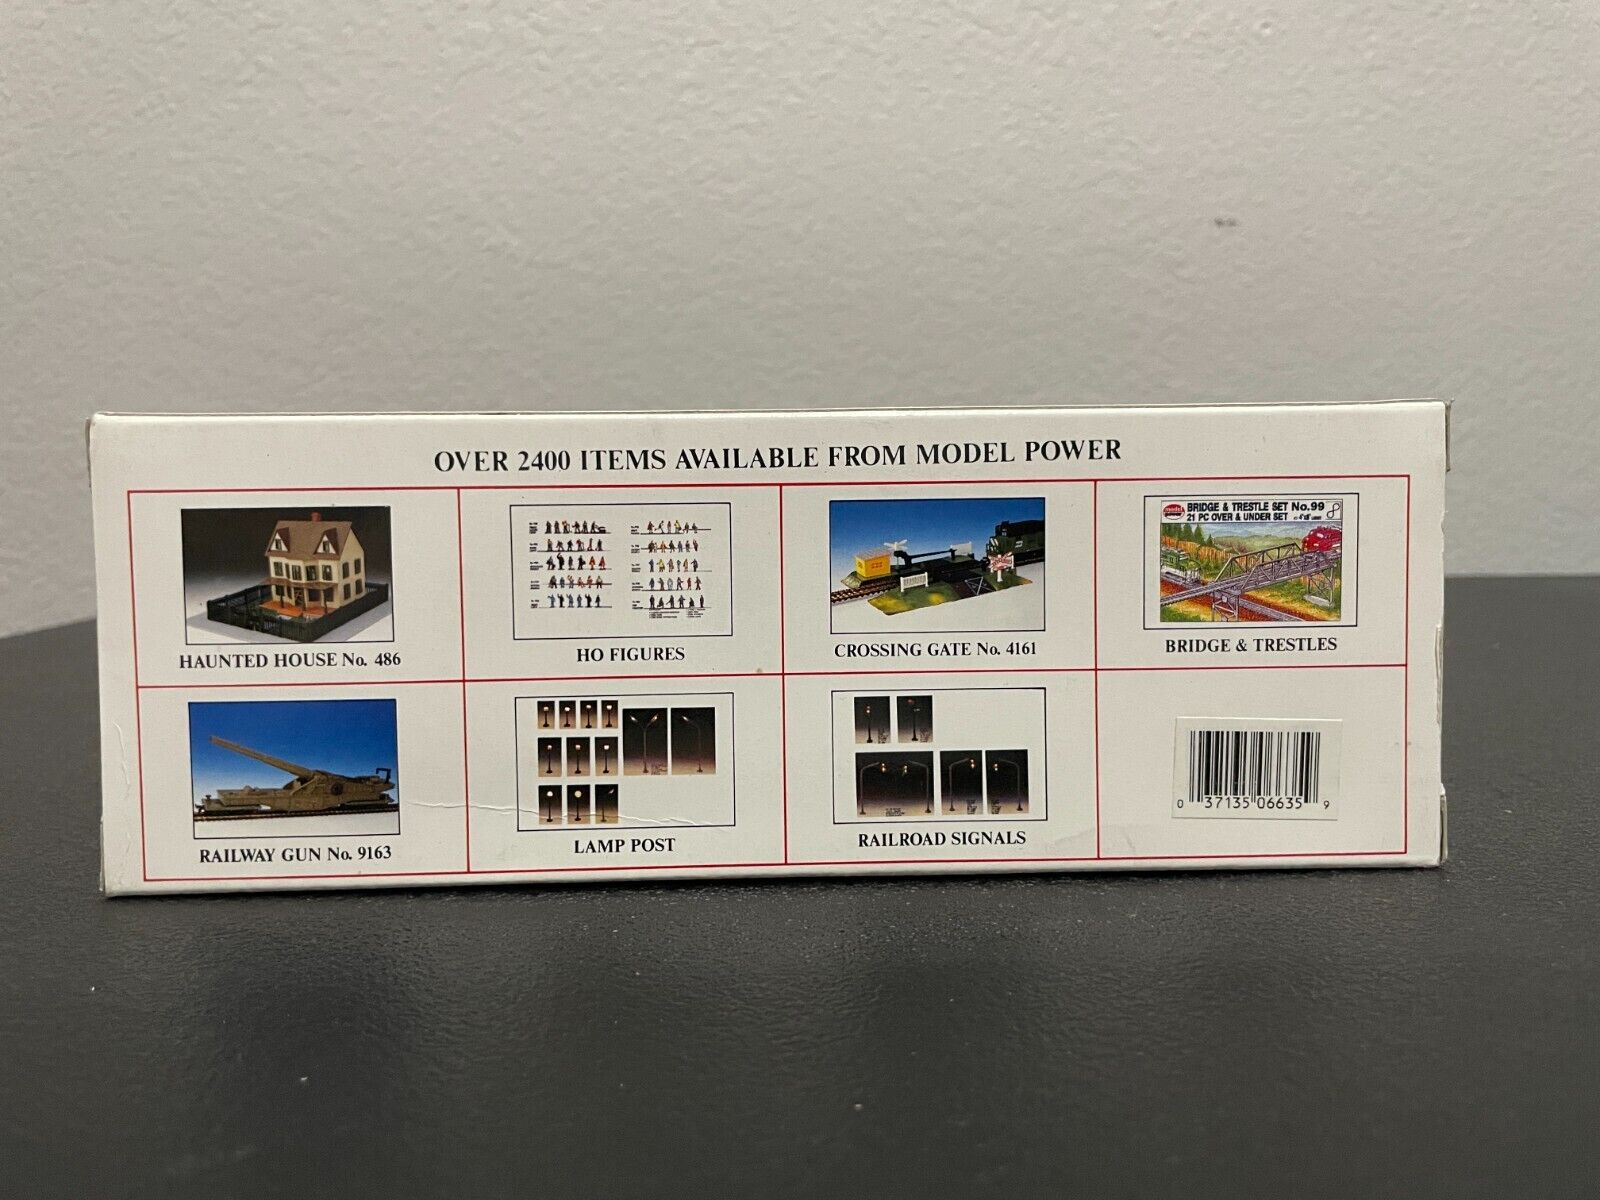 OVER 2400 ITEMS AVAILABLE FROM MODEL POWER
BRIDGE & TRESTLE SET No.99
21 PC OVER & UNDER SET
model
HAUNTED HOUSE No. 486
HO FIGURES
CROSSING GATE No. 4161
BRIDGE & TRESTLES
RAILWAY GUN No. 9163
LAMP POST
RAILROAD SIGNALS
0 37135 06635 9